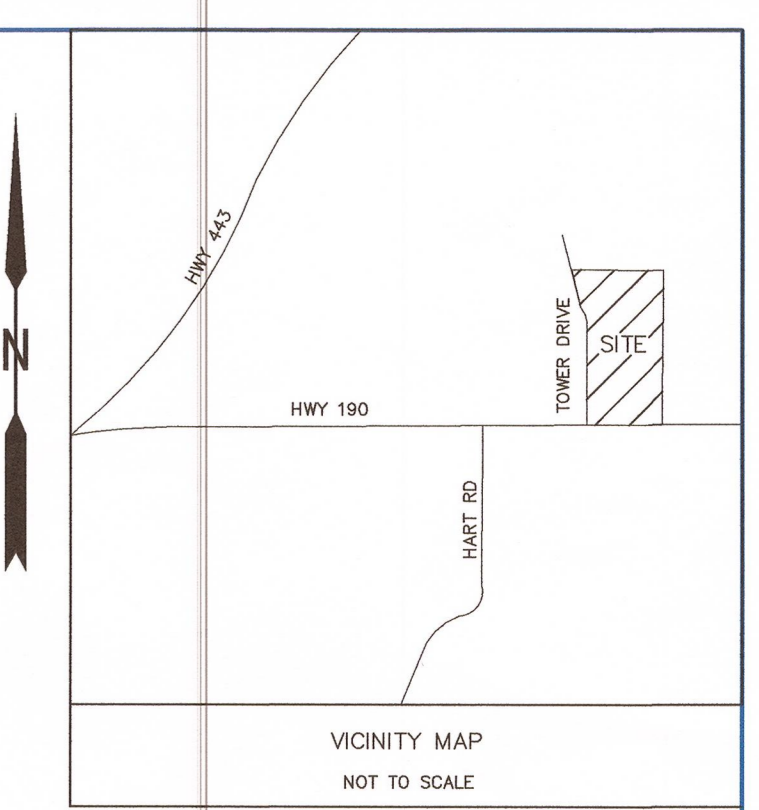 HWY 443
N
TOWER DRIVE
SITE
HWY 190
HART RD
VICINITY MAP
NOT TO SCALE